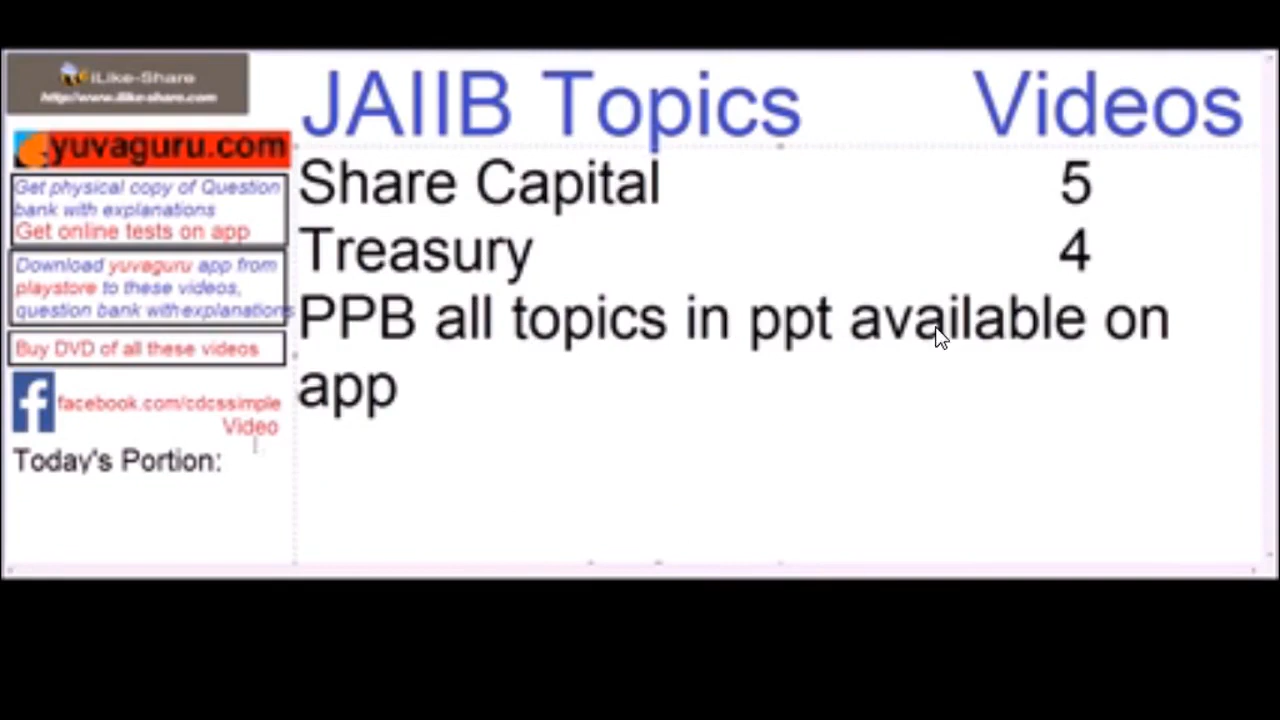 iLike-Share
http://www.ilike-share.com
yuvaguru.com
Get physical copy of Question
bank with explanations
Get online tests on app
Download yuvaguru app from
playstore to these videos,
question bank with explanations
Buy DVD of all these videos
facebook.com/cdcssimple
Video
Today's Portion:
JAIIB Topics Videos
Share Capital 5
Treasury 4
PPB all topics in ppt available on
app